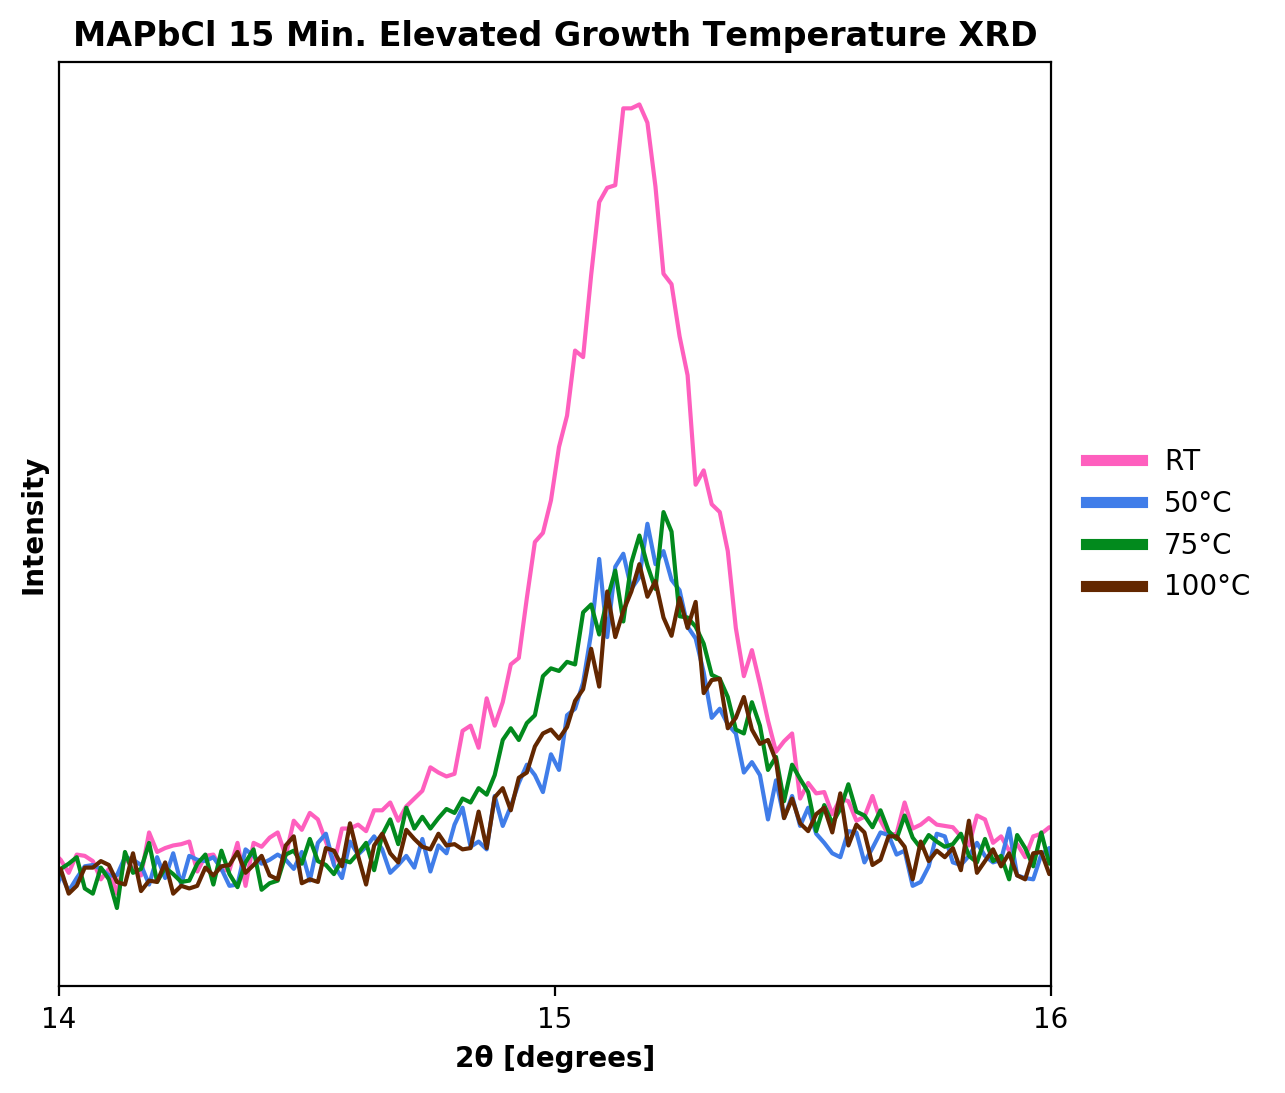 MAPbCl 15 Min. Elevated Growth Temperature XRD
Intensity
RT
50°C
75°C
100°C
14
15
16
2θ [degrees]